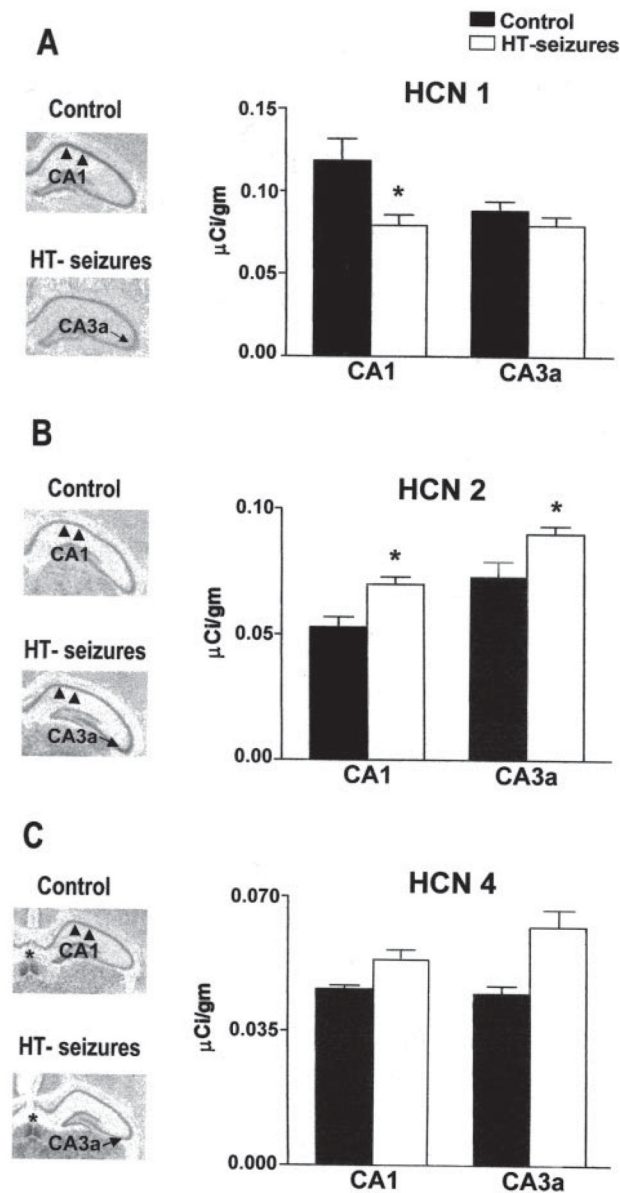 Control
HT-seizures
A
HCN 1
Control
CA1
HT- seizures
CA3a
μCi/gm
0.15
0.10
0.05
0.00
*
CA1 CA3a
B
HCN 2
Control
CA1
HT- seizures
CA3a
μCi/gm
0.10
0.05
0.00
*
*
CA1 CA3a
C
HCN 4
Control
*
CA1
HT- seizures
*
CA3a
μCi/gm
0.070
0.035
0.000
CA1 CA3a